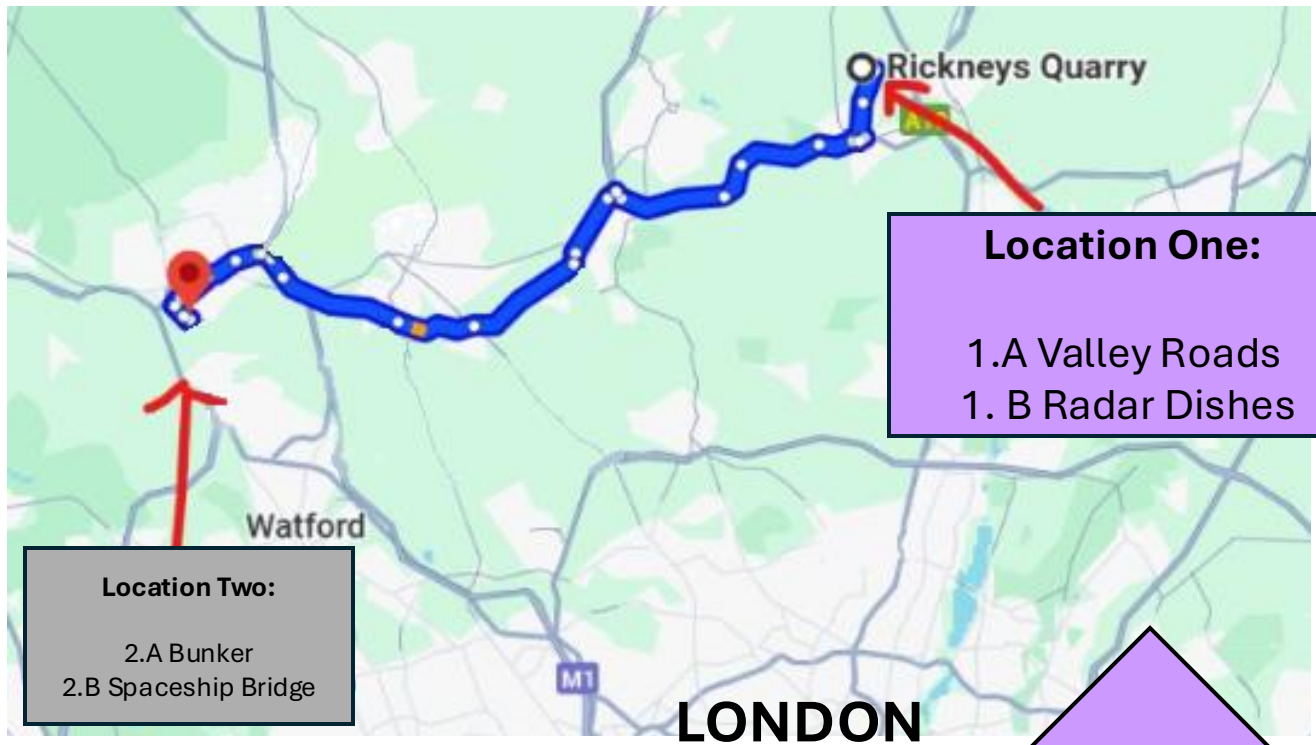 Rickneys Quarry
Location One:
1.A Valley Roads
1. B Radar Dishes
Watford
Location Two:
2.A Bunker
2.B Spaceship Bridge
M1
LONDON